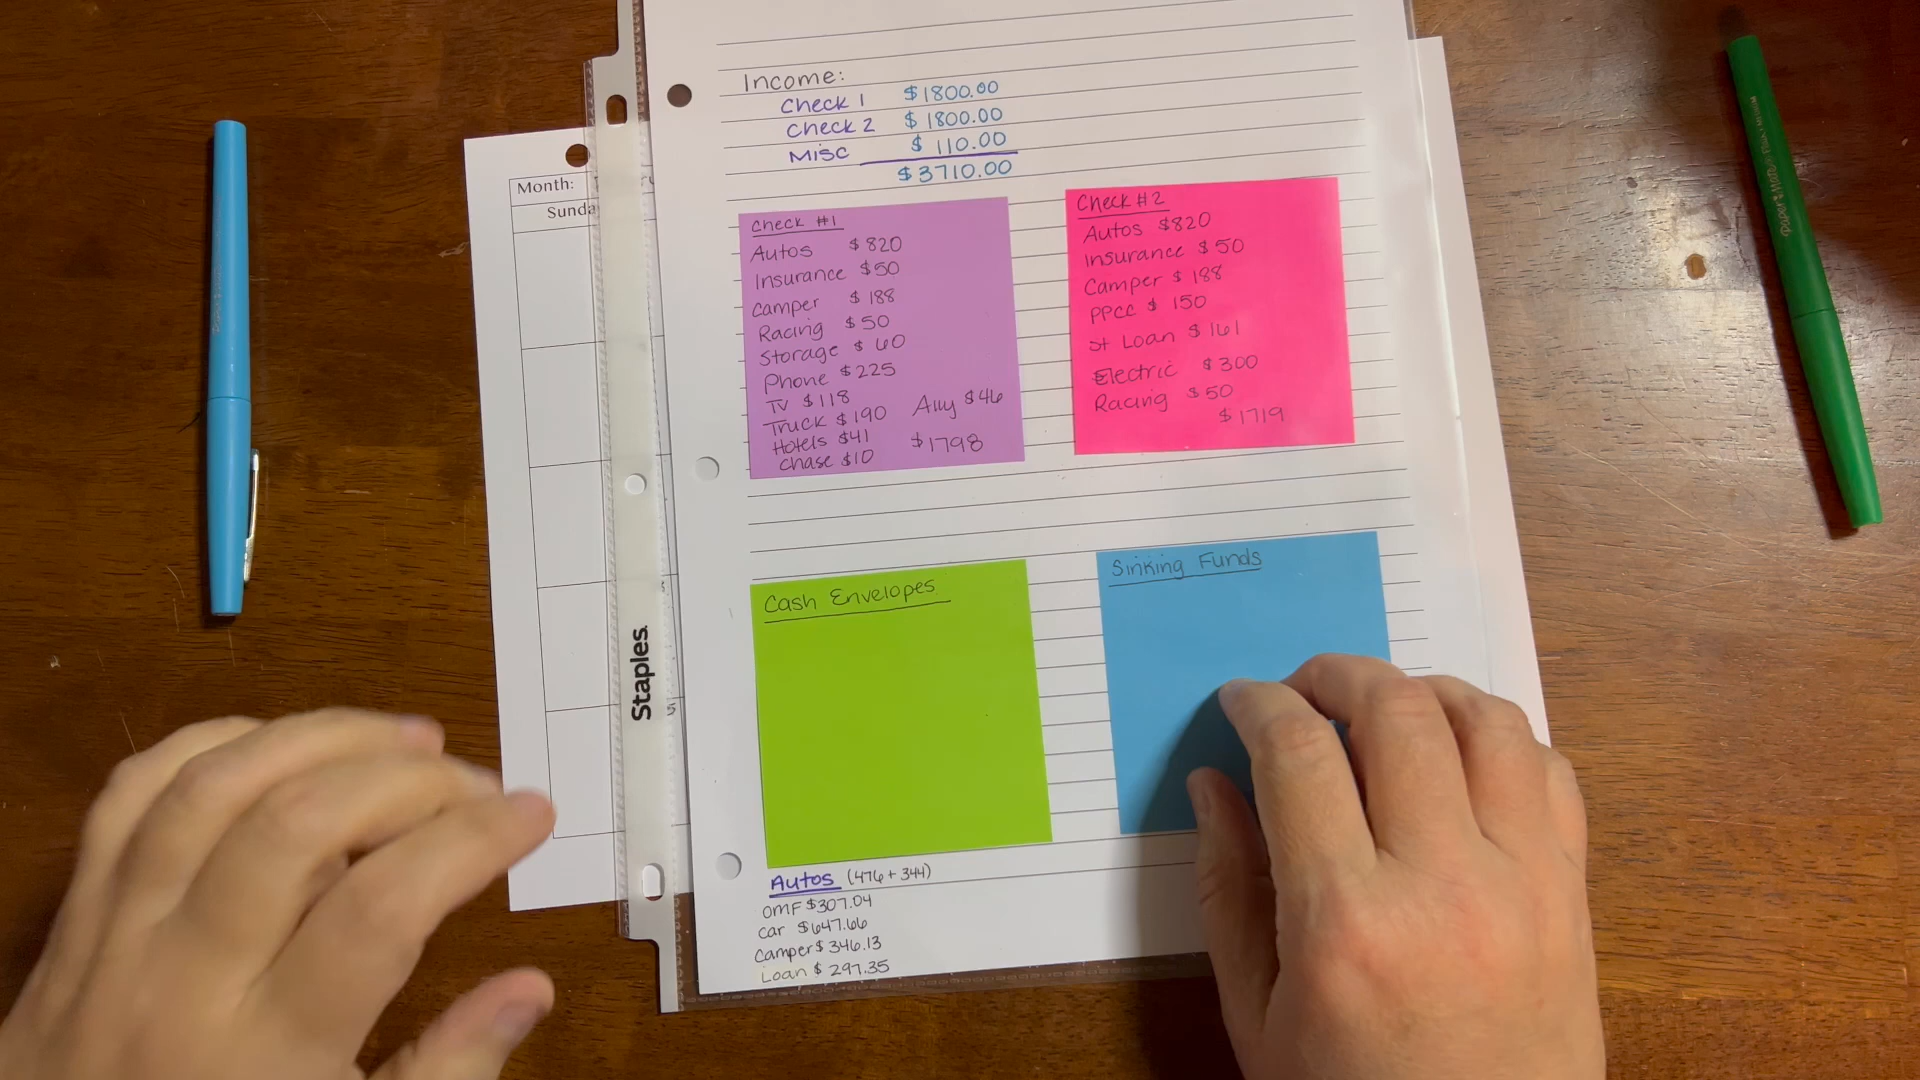 Income:
Check 1 $1800.00
Check 2 $1800.00
Misc $ 110.00
$3710.00
Month:
Sunda
Check #1
Autos $820
Insurance $50
Camper $188
Racing $50
Storage $60
Phone $225
TV $118
Truck $190 Ally $46
Hotels $41 $1798
Chase $10
Check #2
Autos $820
Insurance $50
Camper $188
PPCC $150
St Loan $161
Electric $300
Racing $50
$1719
Cash Envelopes
Sinking Funds
Staples
Autos (476 + 344)
OMF $307.04
Car $647.66
Camper $346.13
Loan $297.35
Paper Mate